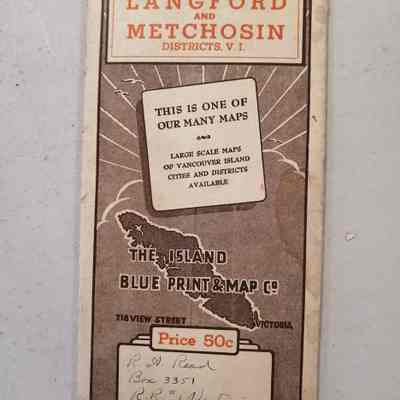 LANGFORD
AND
METCHOSIN
DISTRICTS, V. I.
THIS IS ONE OF
OUR MANY MAPS
LARGE SCALE MAPS
OF VANCOUVER ISLAND
CITIES AND DISTRICTS
AVAILABLE
THE ISLAND
BLUE PRINT & MAP Co
718 VIEW STREET VICTORIA
Price 50c
Read
Box 3351